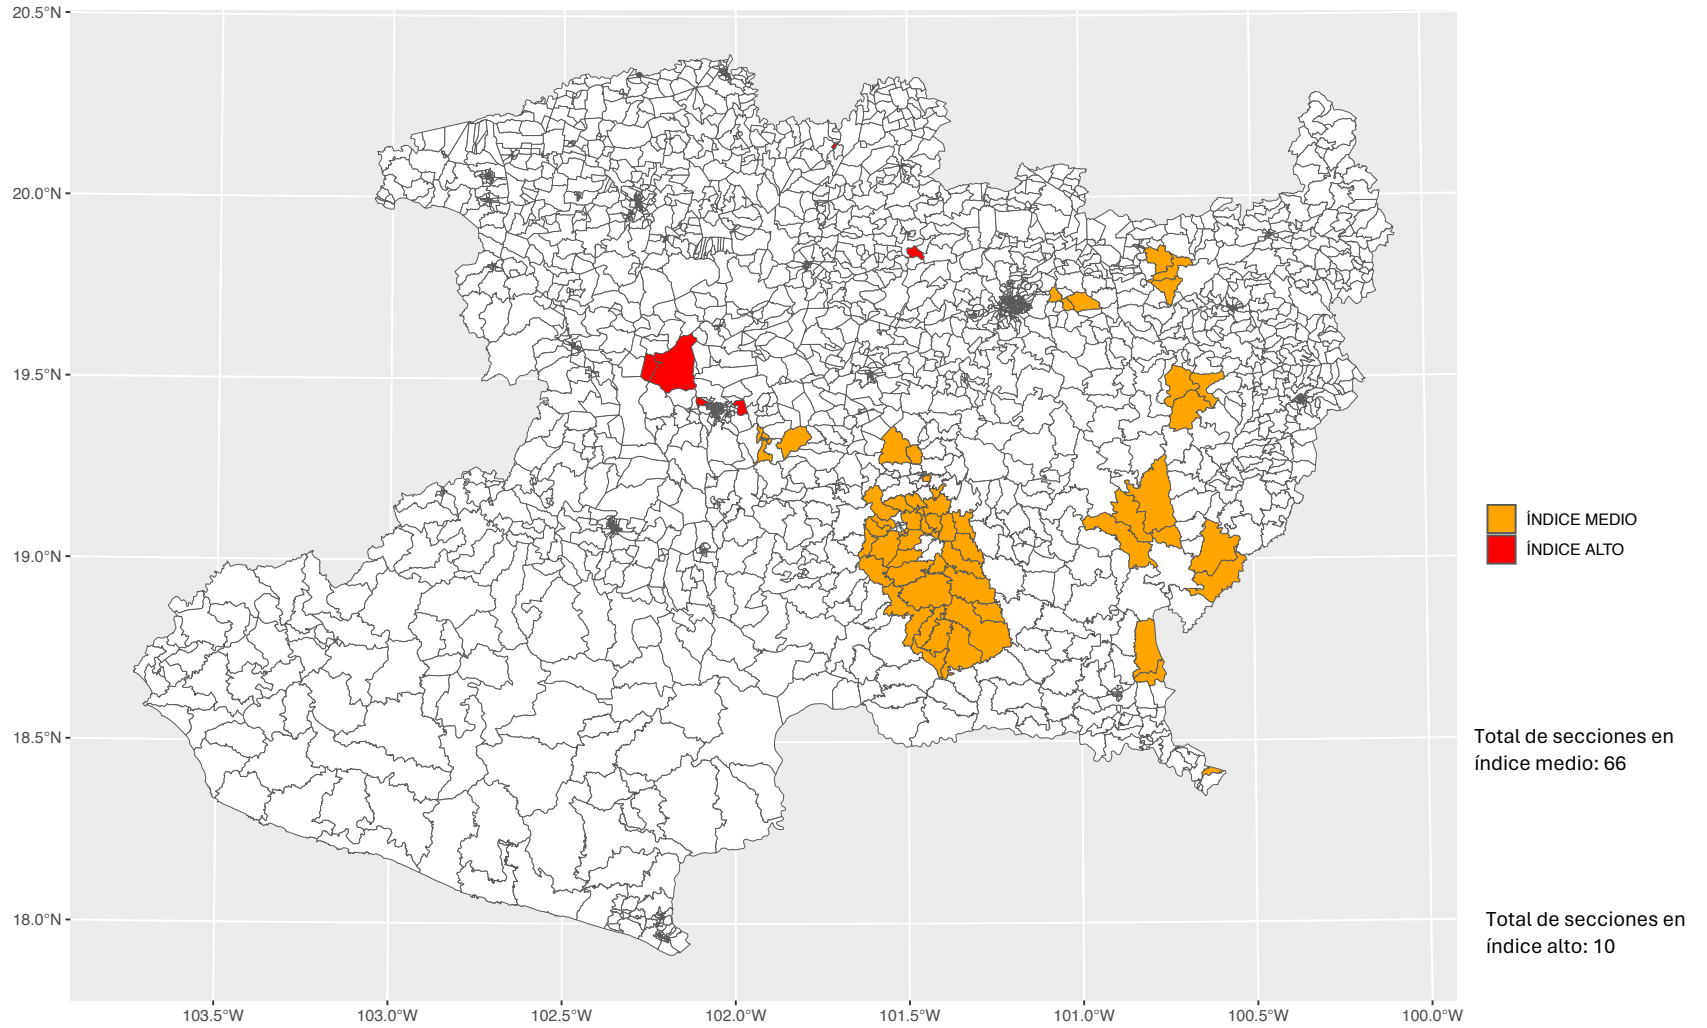 20.5°N
20.0°N
19.5°N
19.0°N
18.5°N
18.0°N
103.5°W
103.0°W
102.5°W
102.0°W
101.5°W
101.0°W
100.5°W
100.0°W
ÍNDICE MEDIO
ÍNDICE ALTO
Total de secciones en
índice medio: 66
Total de secciones en
índice alto: 10